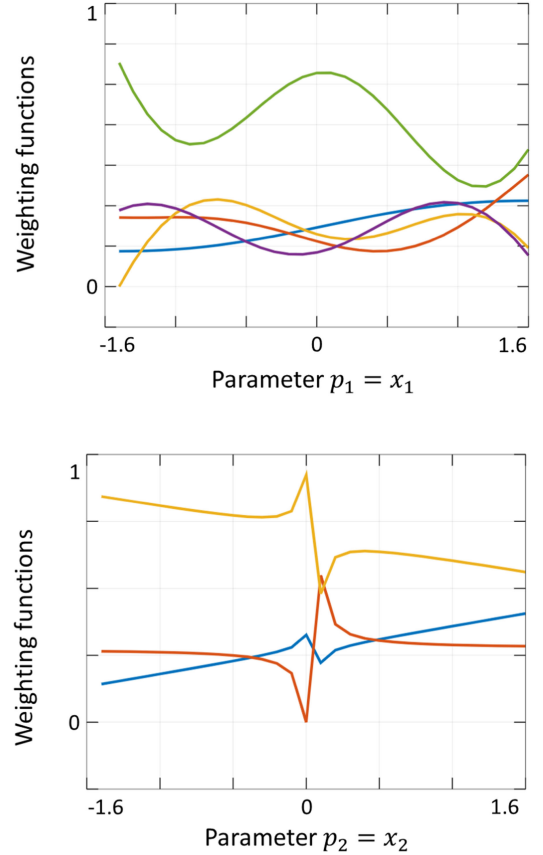 Weighting functions
1
0
-1.6 0 1.6
Parameter p₁ = x₁
Weighting functions
1
0
-1.6 0 1.6
Parameter p₂ = x₂